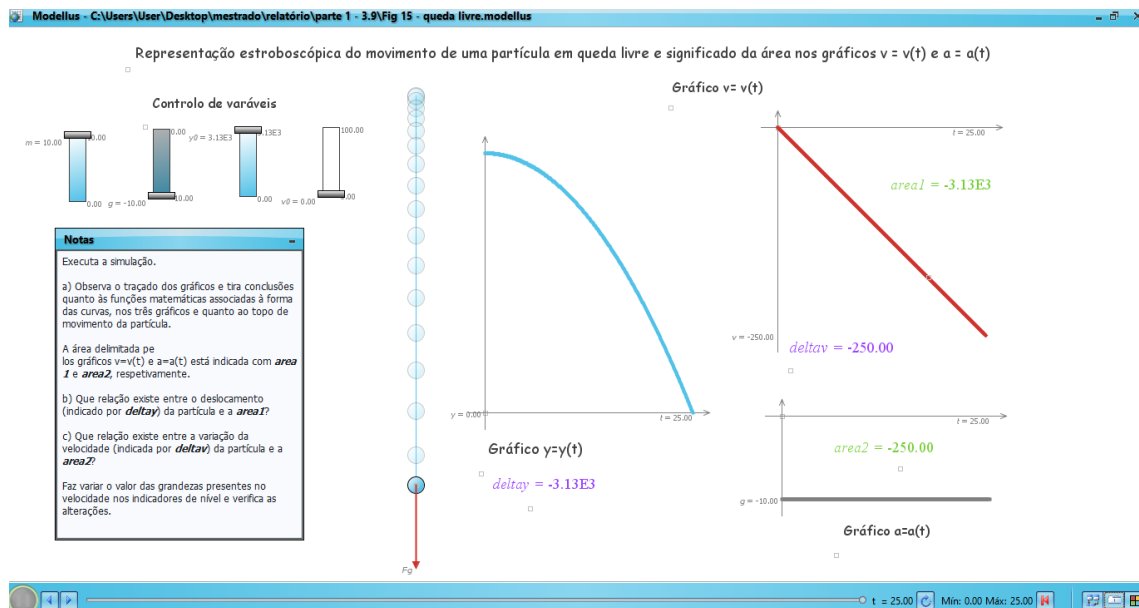 Modellus - C:\Users\User\Desktop\mestrado\relatório\parte 1 - 3.9\Fig 15 - queda livre.modellus
Representação estroboscópica do movimento de uma partícula em queda livre e significado da área nos gráficos v = v(t) e a = a(t)
Controlo de varáveis
m = 10.00
0.00
g = -10.00
0.00
10.00
y0 = 3.13E3
3.13E3
0.00
v0 = 0.00
100.00
0.00
Notas
Executa a simulação.
a) Observa o traçado dos gráficos e tira conclusões
quanto às funções matemáticas associadas à forma
das curvas, nos três gráficos e quanto ao topo de
movimento da partícula.
A área delimitada pe
los gráficos v=v(t) e a=a(t) está indicada com area
1 e area2, respetivamente.
b) Que relação existe entre o deslocamento
(indicado por deltay) da partícula e a area1?
c) Que relação existe entre a variação da
velocidade (indicada por deltav) da partícula e a
area2?
Faz variar o valor das grandezas presentes no
velocidade nos indicadores de nível e verifica as
alterações.
Fg
y = 0.00
t = 25.00
Gráfico y=y(t)
deltay = -3.13E3
Gráfico v= v(t)
t = 25.00
area1 = -3.13E3
v = -250.00
deltav = -250.00
t = 25.00
area2 = -250.00
g = -10.00
Gráfico a=a(t)
t = 25.00
Mín: 0.00 Máx: 25.00